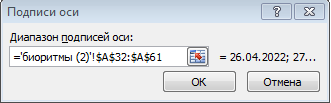 Подписи оси
Диапазон подписей оси:
='биоритмы (2)'!$A$32:$A$61 = 26.04.2022; 27...
ОК Отмена